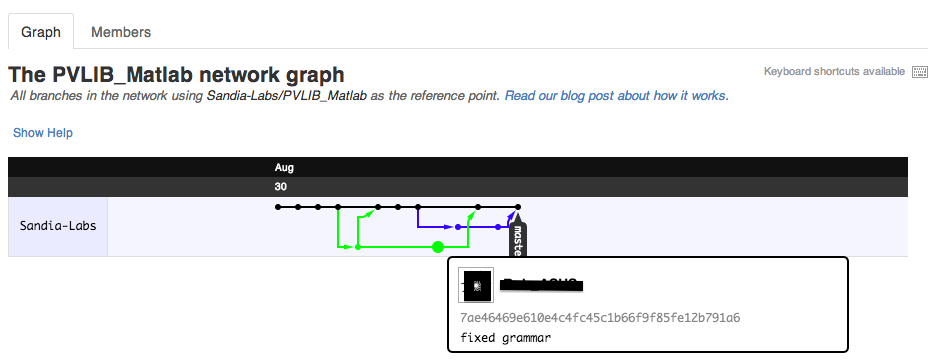 Graph Members
The PVLIB_Matlab network graph
Keyboard shortcuts available
All branches in the network using Sandia-Labs/PVLIB_Matlab as the reference point. Read our blog post about how it works.
Show Help
Aug
30
Sandia-Labs
maste
7ae46469e610e4c4fc45c1b66f9f85fe12b791a6
fixed grammar